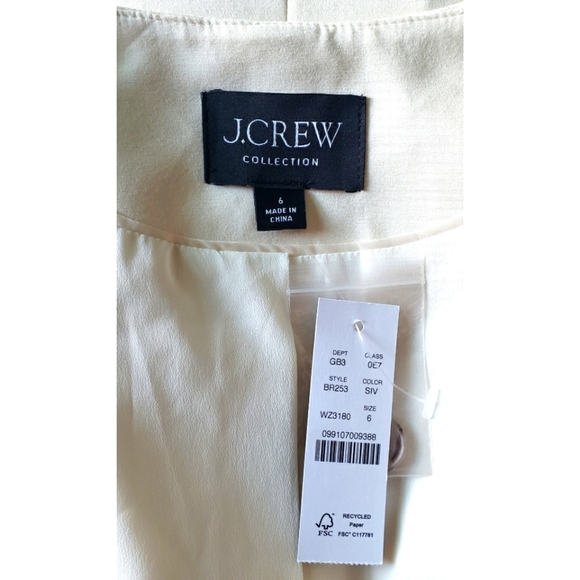 J.CREW
COLLECTION
6
MADE IN
CHINA
DEPT CLASS
GB3 0E7
STYLE COLOR
BR253 SIV
SIZE
WZ3180 6
099107009388
FSC
RECYCLED
Paper
FSC® C117781